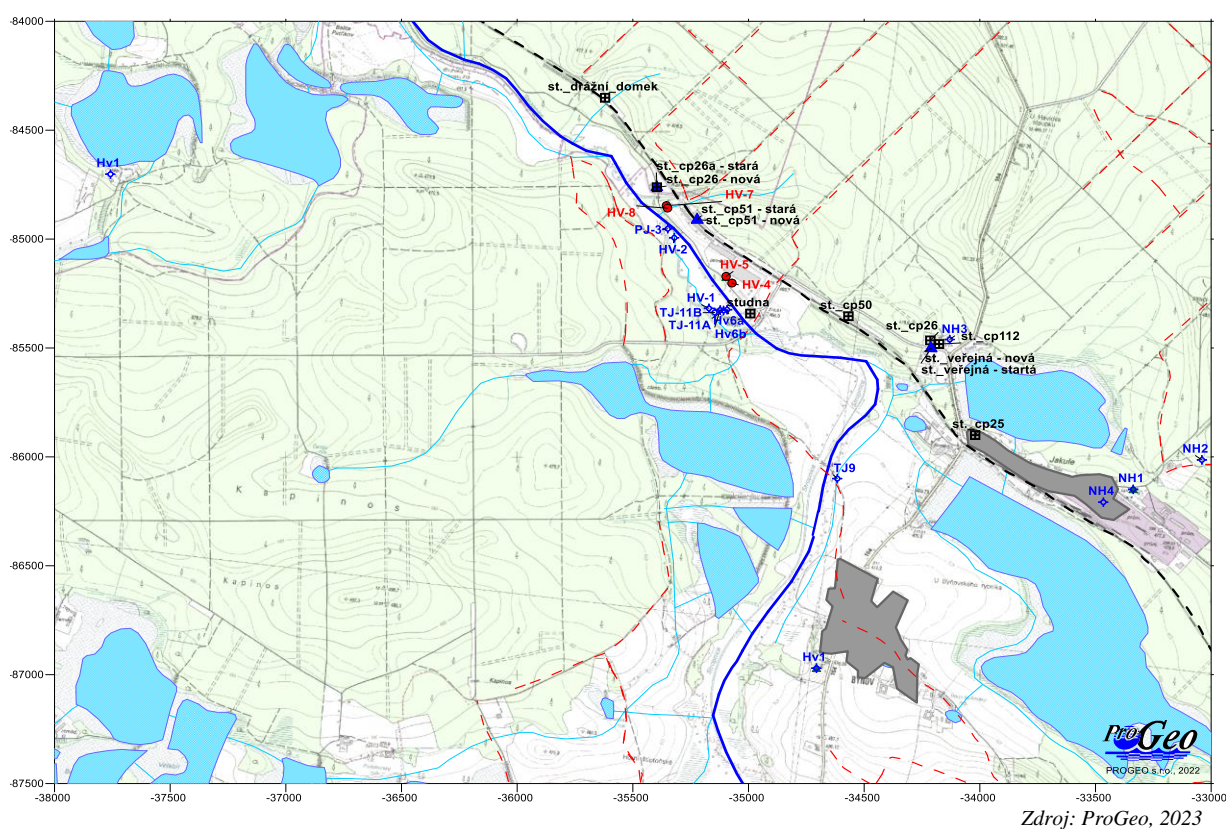 -84000
st._drážní_domek
-84500
st._cp26a - stará
st._cp26 - nová
Hv1
HV-7
HV-8
st._cp51 - stará
st._cp51 - nová
PJ-3
-85000
HV-2
HV-5
HV-4
HV-1
studna
TJ-11B
Hv6a
TJ-11A
Hv6b
st._cp50
st._cp26
NH3
st._cp112
-85500
st._veřejná - nová
st._veřejná - startá
st._cp25
-86000
TJ9
Jakule
NH2
NH1
NH4
Kapinos
-86500
Kapinos
U Byňovského rybníka
Hv1
BYŇOV
-87000
Kapinos
ProGeo
PROGEO s.r.o., 2022
-87500
-38000 -37500 -37000 -36500 -36000 -35500 -35000 -34500 -34000 -33500 -33000
Zdroj: ProGeo, 2023